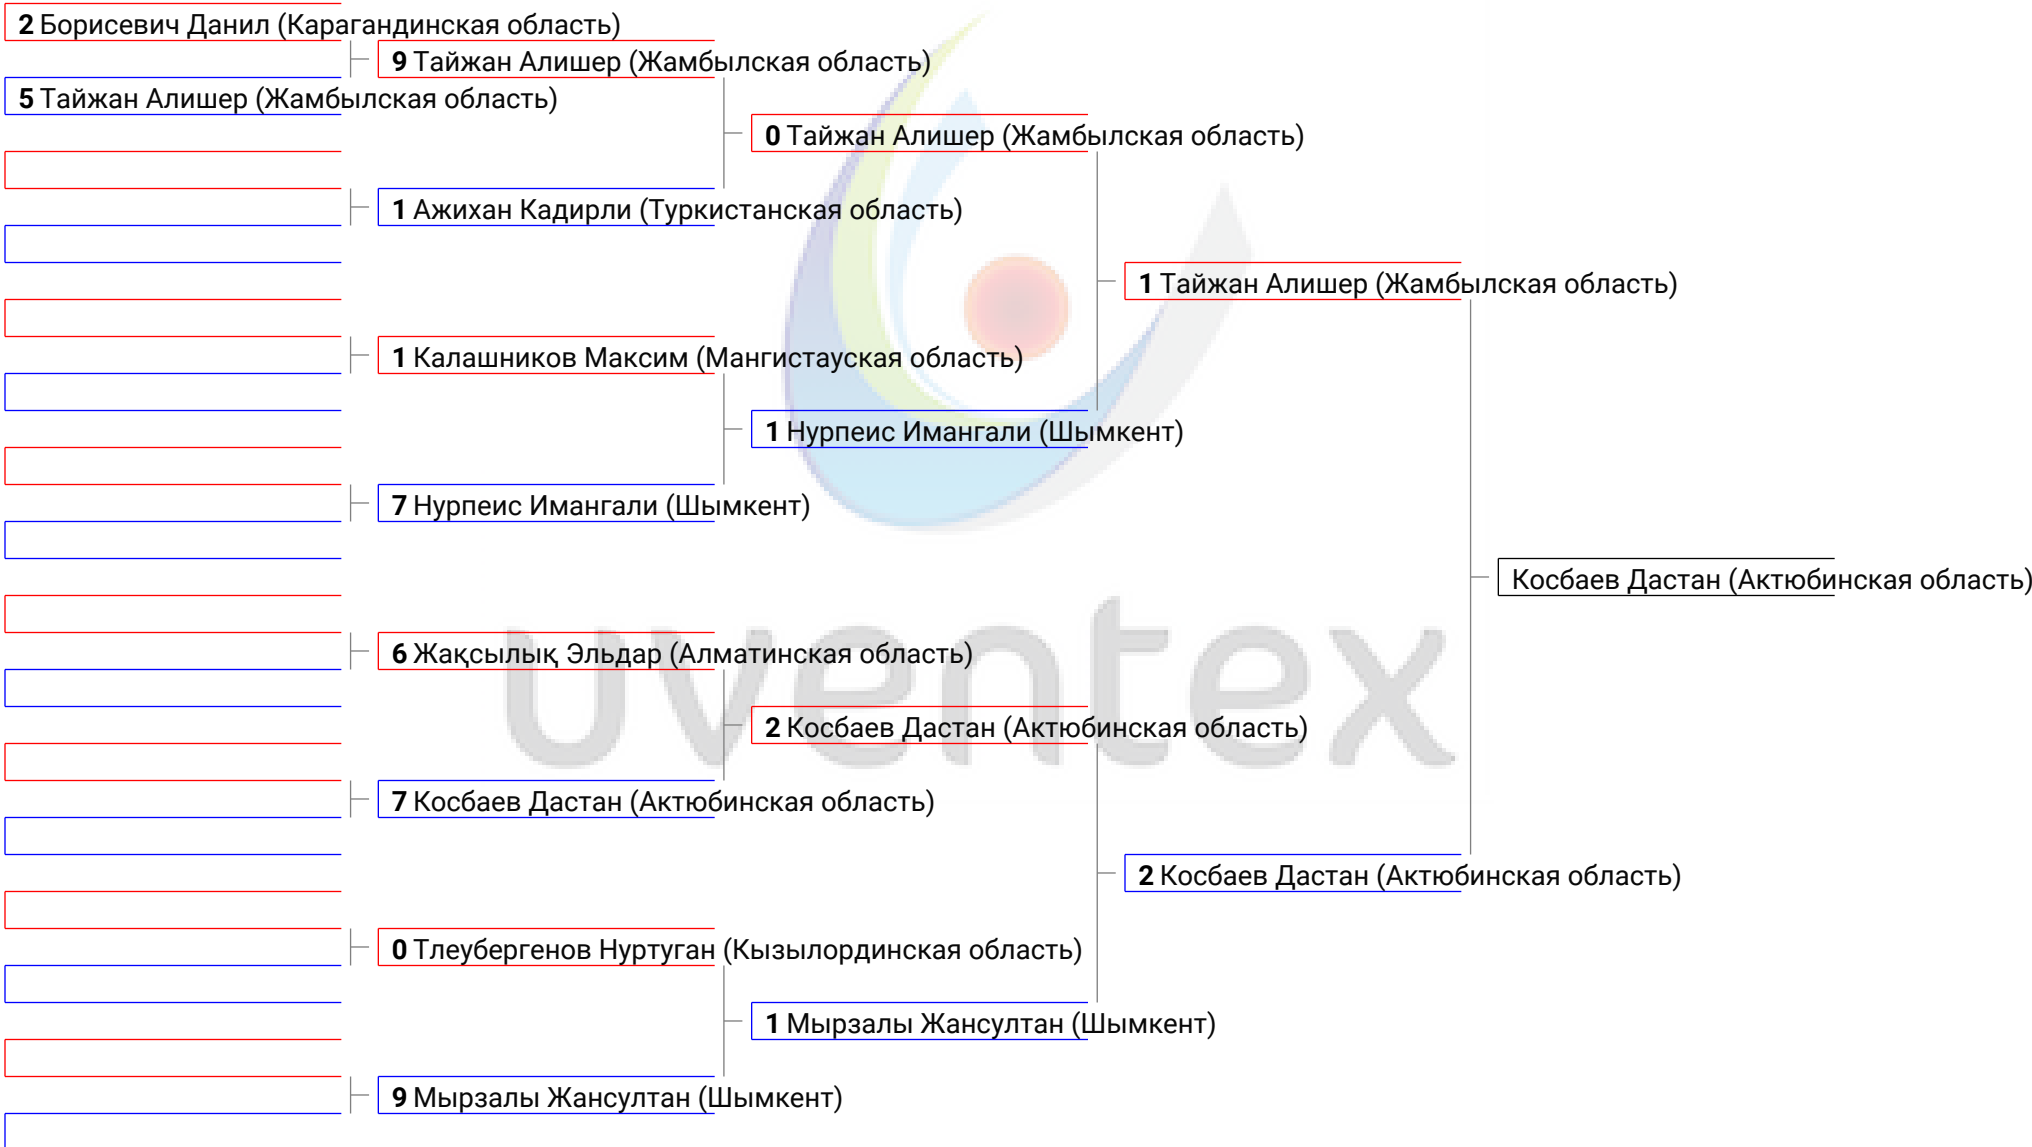 2 Борисевич Данил (Карагандинская область)
9 Тайжан Алишер (Жамбылская область)
5 Тайжан Алишер (Жамбылская область)
0 Тайжан Алишер (Жамбылская область)
1 Ажихан Кадирли (Туркистанская область)
1 Тайжан Алишер (Жамбылская область)
1 Калашников Максим (Мангистауская область)
1 Нурпеис Имангали (Шымкент)
7 Нурпеис Имангали (Шымкент)
Косбаев Дастан (Актюбинская область)
6 Жақсылық Эльдар (Алматинская область)
uventex
2 Косбаев Дастан (Актюбинская область)
7 Косбаев Дастан (Актюбинская область)
2 Косбаев Дастан (Актюбинская область)
0 Тлеубергенов Нуртуган (Кызылординская область)
1 Мырзалы Жансултан (Шымкент)
9 Мырзалы Жансултан (Шымкент)